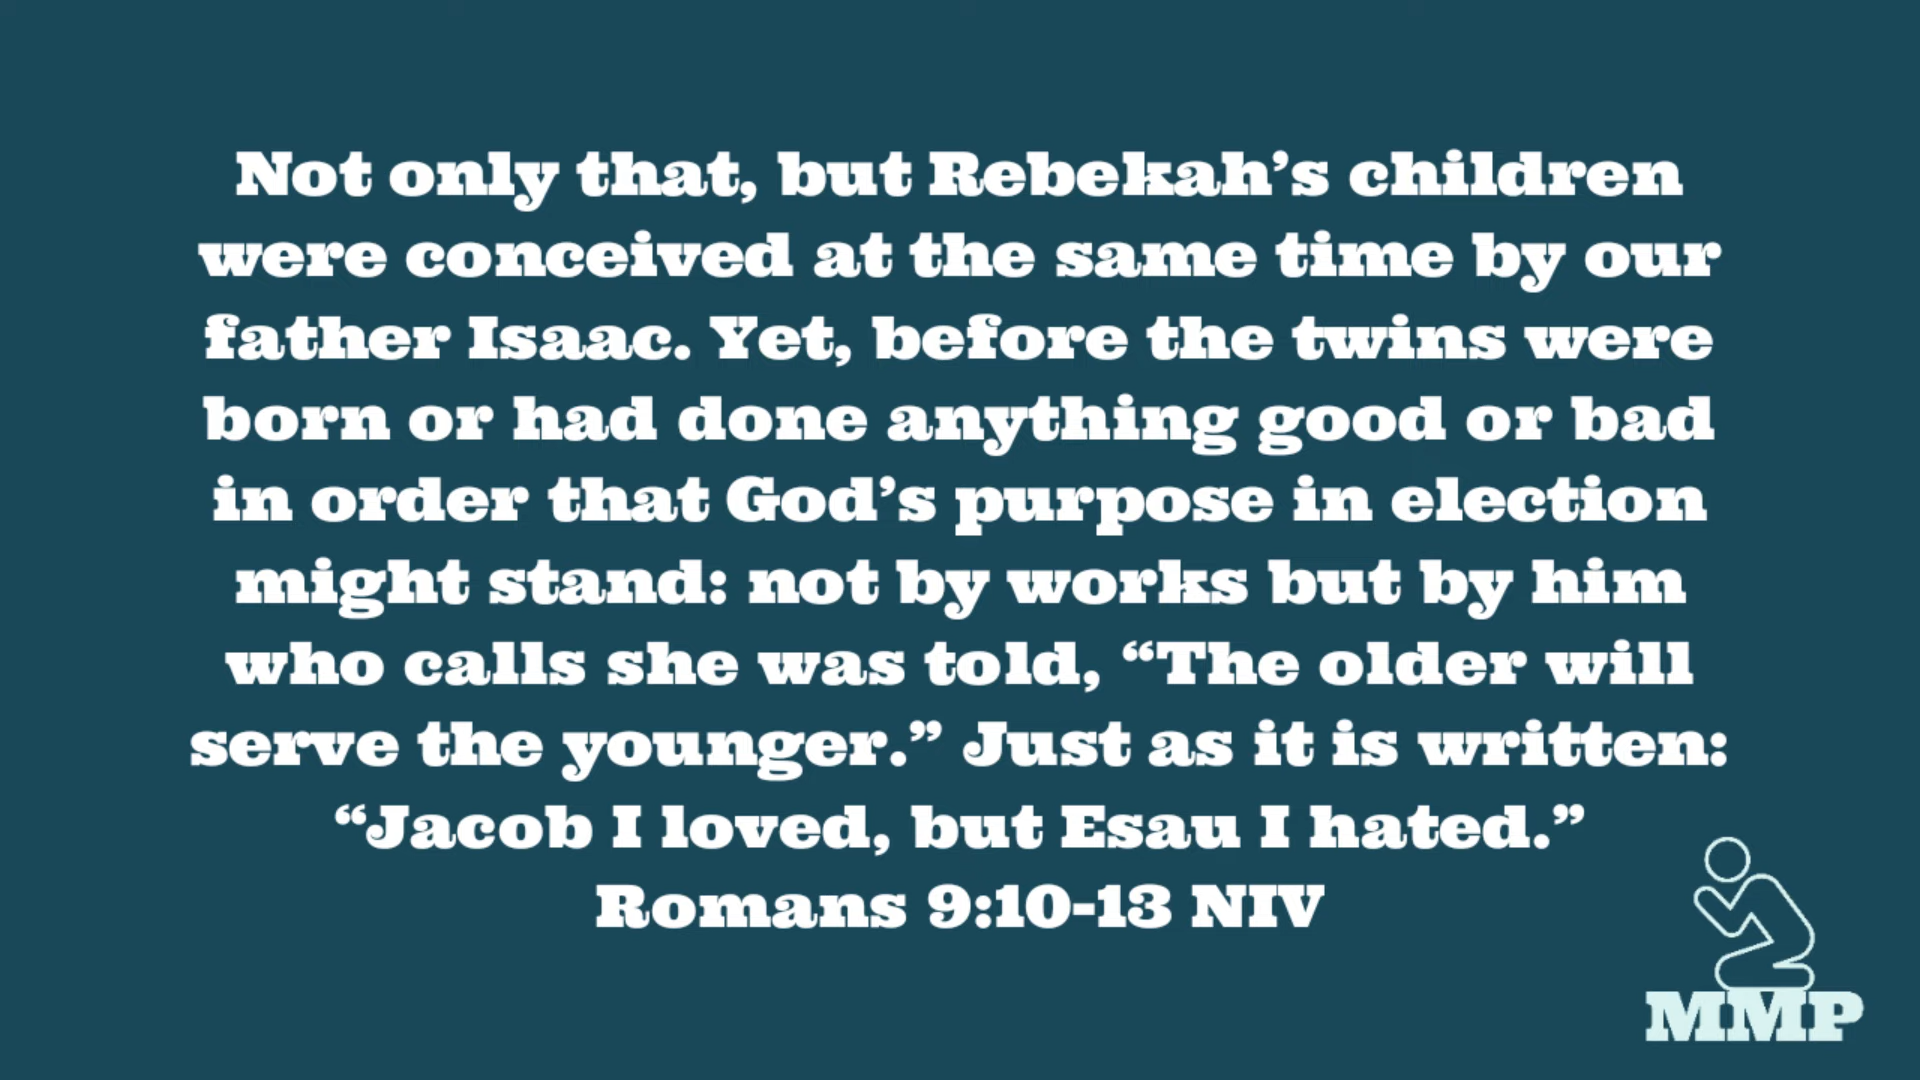 Not only that, but Rebekah’s children
were conceived at the same time by our
father Isaac. Yet, before the twins were
born or had done anything good or bad
in order that God’s purpose in election
might stand: not by works but by him
who calls she was told, “The older will
serve the younger.” Just as it is written:
“Jacob I loved, but Esau I hated.”
Romans 9:10-13 NIV
MMP